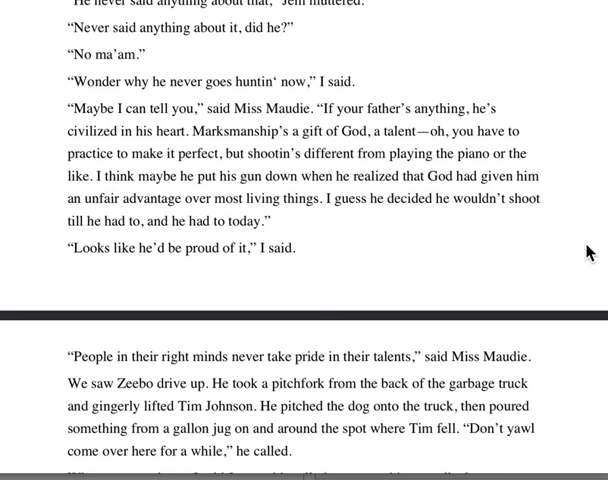 "He never said anything about that," Jem muttered.
“Never said anything about it, did he?”
“No ma’am.”
“Wonder why he never goes huntin‘ now,” I said.
“Maybe I can tell you,” said Miss Maudie. “If your father’s anything, he’s
civilized in his heart. Marksmanship’s a gift of God, a talent—oh, you have to
practice to make it perfect, but shootin’s different from playing the piano or the
like. I think maybe he put his gun down when he realized that God had given him
an unfair advantage over most living things. I guess he decided he wouldn’t shoot
till he had to, and he had to today.”
“Looks like he’d be proud of it,” I said.
“People in their right minds never take pride in their talents,” said Miss Maudie.
We saw Zeebo drive up. He took a pitchfork from the back of the garbage truck
and gingerly lifted Tim Johnson. He pitched the dog onto the truck, then poured
something from a gallon jug on and around the spot where Tim fell. “Don’t yawl
come over here for a while,” he called.